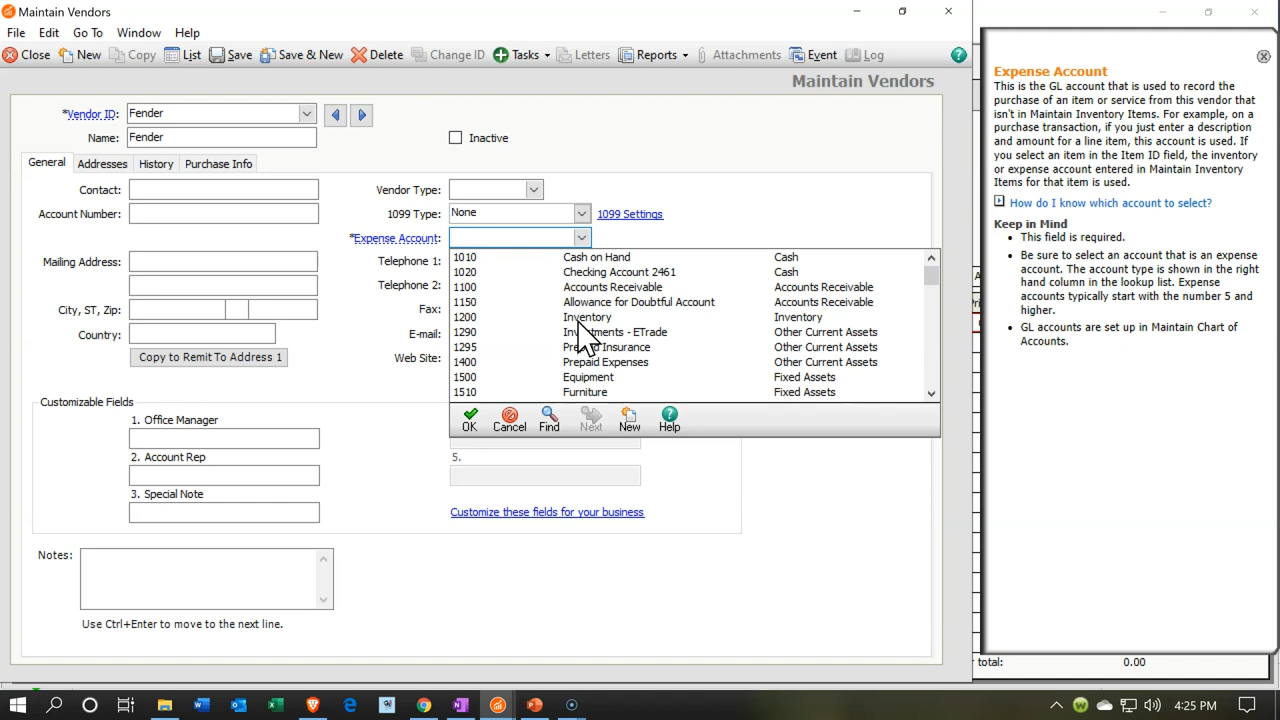 Maintain Vendors
File Edit Go To Window Help
Close New Copy List Save Save & New Delete Change ID Tasks Letters Reports Attachments Event Log
Maintain Vendors
*Vendor ID: Fender
Name: Fender
Inactive
General Addresses History Purchase Info
Contact:
Vendor Type:
Account Number:
1099 Type: None 1099 Settings
*Expense Account:
Mailing Address:
Telephone 1:
Telephone 2:
City, ST, Zip:
Fax:
Country:
E-mail:
Copy to Remit To Address 1
Web Site:
1010 Cash on Hand Cash
1020 Checking Account 2461 Cash
1100 Accounts Receivable Accounts Receivable
1150 Allowance for Doubtful Account Accounts Receivable
1200 Inventory Inventory
1290 Investments - ETrade Other Current Assets
1295 Insurance Other Current Assets
1400 Prepaid Expenses Other Current Assets
1500 Equipment Fixed Assets
1510 Furniture Fixed Assets
OK Cancel Find Next New Help
Customizable Fields
1. Office Manager
2. Account Rep
5.
3. Special Note
Customize these fields for your business
Notes:
Use Ctrl+Enter to move to the next line.
Expense Account
This is the GL account that is used to record the
purchase of an item or service from this vendor that
isn't in Maintain Inventory Items. For example, on a
purchase transaction, if you just enter a description
and amount for a line item, this account is used. If
you select an item in the Item ID field, the inventory
or expense account entered in Maintain Inventory
Items for that item is used.
How do I know which account to select?
Keep in Mind
• This field is required.
• Be sure to select an account that is an expense
account. The account type is shown in the right
hand column in the lookup list. Expense
accounts typically start with the number 5 and
higher.
• GL accounts are set up in Maintain Chart of
Accounts.
total: 0.00
4:25 PM